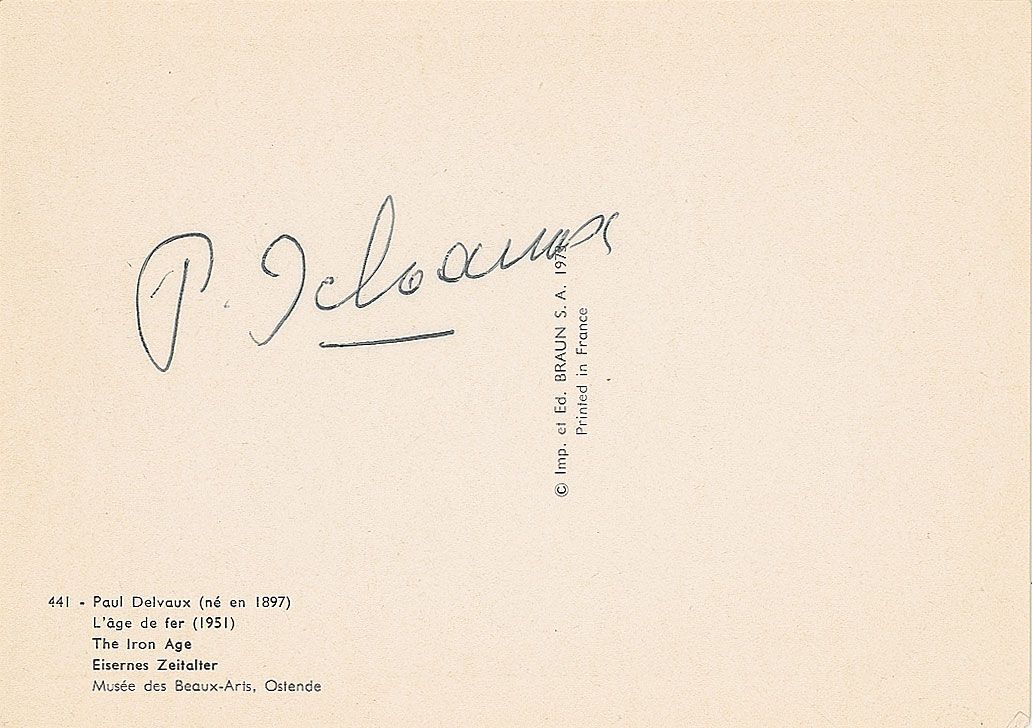 P. Delvaux
© Imp. et Ed. BRAUN S. A. 197
Printed in France
441 - Paul Delvaux (né en 1897)
L'âge de fer (1951)
The Iron Age
Eisernes Zeitalter
Musée des Beaux-Arts, Ostende